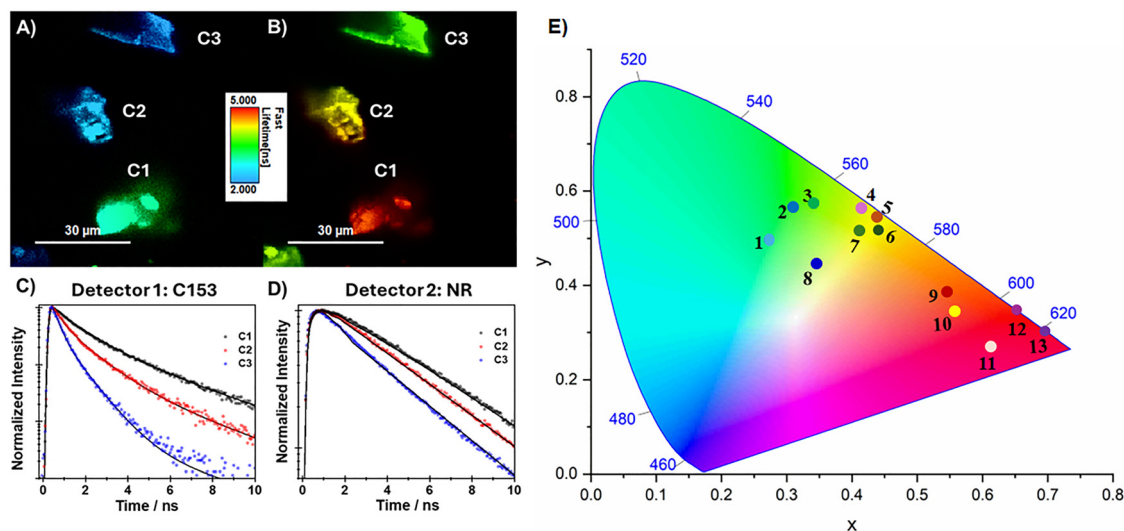 A)
C3
C2
C1
30 µm
5.000
Fast
Lifetime[ns]
2.000
B)
C3
C2
C1
30 µm
C)
Detector1: C153
Normalized Intensity
C1
C2
C3
0 2 4 6 8 10
Time / ns
D)
Detector2: NR
Normalized Intensity
C1
C2
C3
0 2 4 6 8 10
Time / ns
E)
y
0.8
0.6
0.4
0.2
0.0
0.0 0.1 0.2 0.3 0.4 0.5 0.6 0.7 0.8
x
520
540
560
580
600
620
500
480
460
1
2
3
4
5
6
7
8
9
10
11
12
13